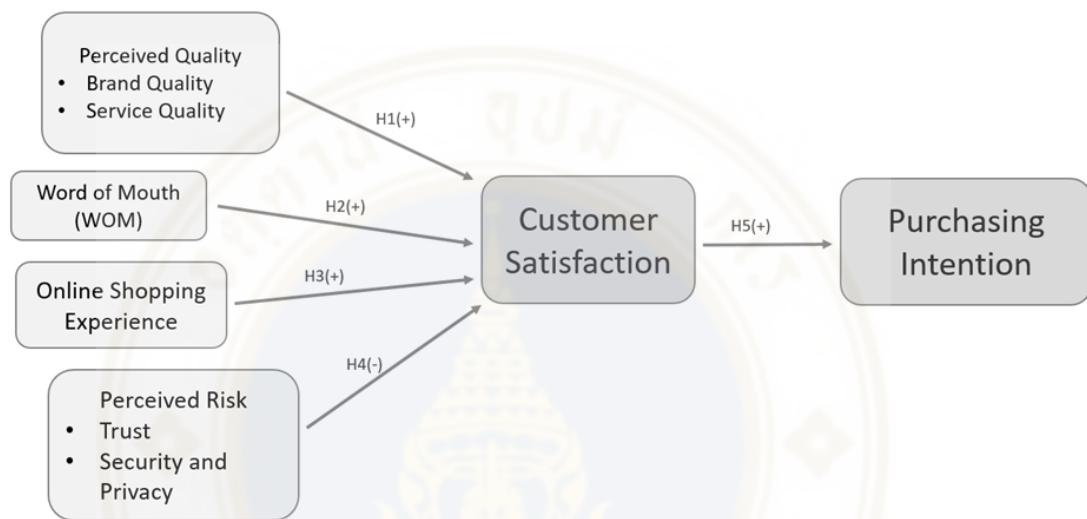 Perceived Quality
• Brand Quality
• Service Quality
H1(+)
Word of Mouth
(WOM)
H2(+)
Online Shopping
Experience
H3(+)
Perceived Risk
• Trust
• Security and
Privacy
H4(-)
Customer
Satisfaction
H5(+)
Purchasing
Intention